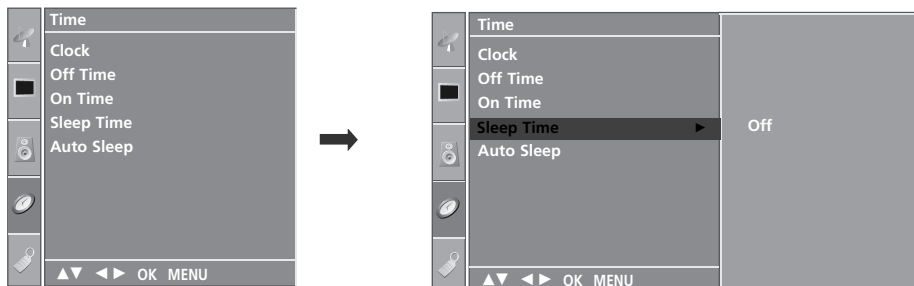 Time
Clock
Off Time
On Time
Sleep Time
Auto Sleep
▲▼ ◄► OK MENU
Time
Clock
Off Time
On Time
Sleep Time ►
Off
Auto Sleep
▲▼ ◄► OK MENU